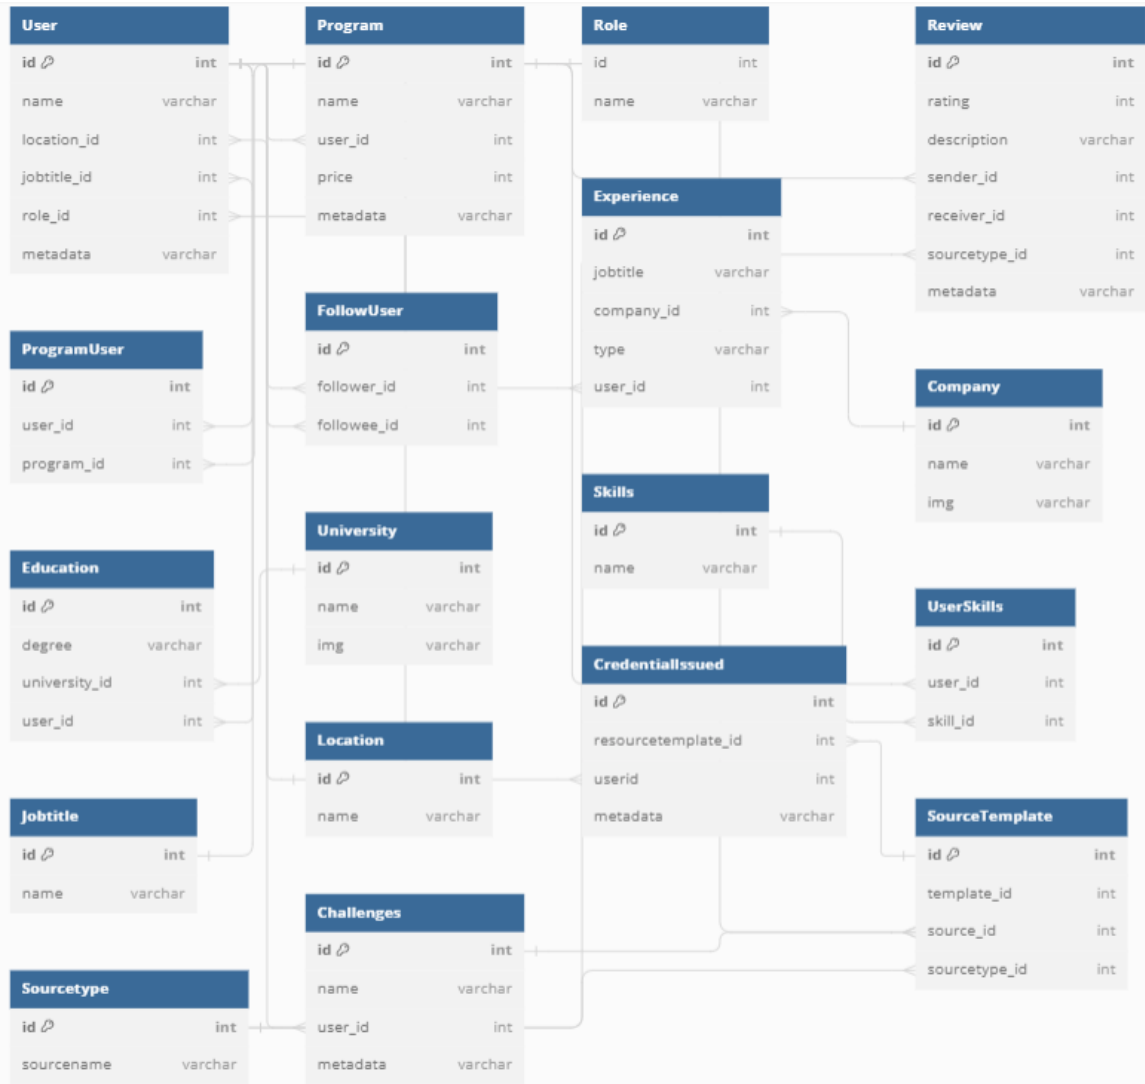 User
id int
name varchar
location_id int
jobtitle_id int
role_id int
metadata varchar
ProgramUser
id int
user_id int
program_id int
Education
id int
degree varchar
university_id int
user_id int
Jobtitle
id int
name varchar
Sourcetype
id int
sourcename varchar
Program
id int
name varchar
user_id int
price int
metadata varchar
FollowUser
id int
follower_id int
followee_id int
University
id int
name varchar
img varchar
Location
id int
name varchar
Challenges
id int
name varchar
user_id int
metadata varchar
Role
id int
name varchar
Experience
id int
jobtitle varchar
company_id int
type varchar
user_id int
Skills
id int
name varchar
CredentialIssued
id int
resourcetemplate_id int
userid int
metadata varchar
Review
id int
rating int
description varchar
sender_id int
receiver_id int
sourcetype_id int
metadata varchar
Company
id int
name varchar
img varchar
UserSkills
id int
user_id int
skill_id int
SourceTemplate
id int
template_id int
source_id int
sourcetype_id int